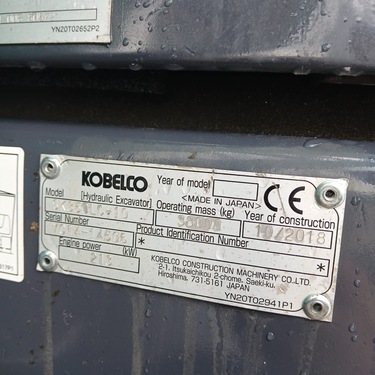 YN20T02652P2
KOBELCO
Year of model
<MADE IN JAPAN>
CE
Model [Hydraulic Excavator]
Operating mass (kg)
Year of construction
10/2018
Serial Number
Product Identification Number
*
*
Engine power (kW)
KOBELCO CONSTRUCTION MACHINERY CO.,LTD.
2-1, Itsukaichikou 2-chome, Saeki-ku,
Hiroshima, 731-5161 JAPAN
YN20T02941P1